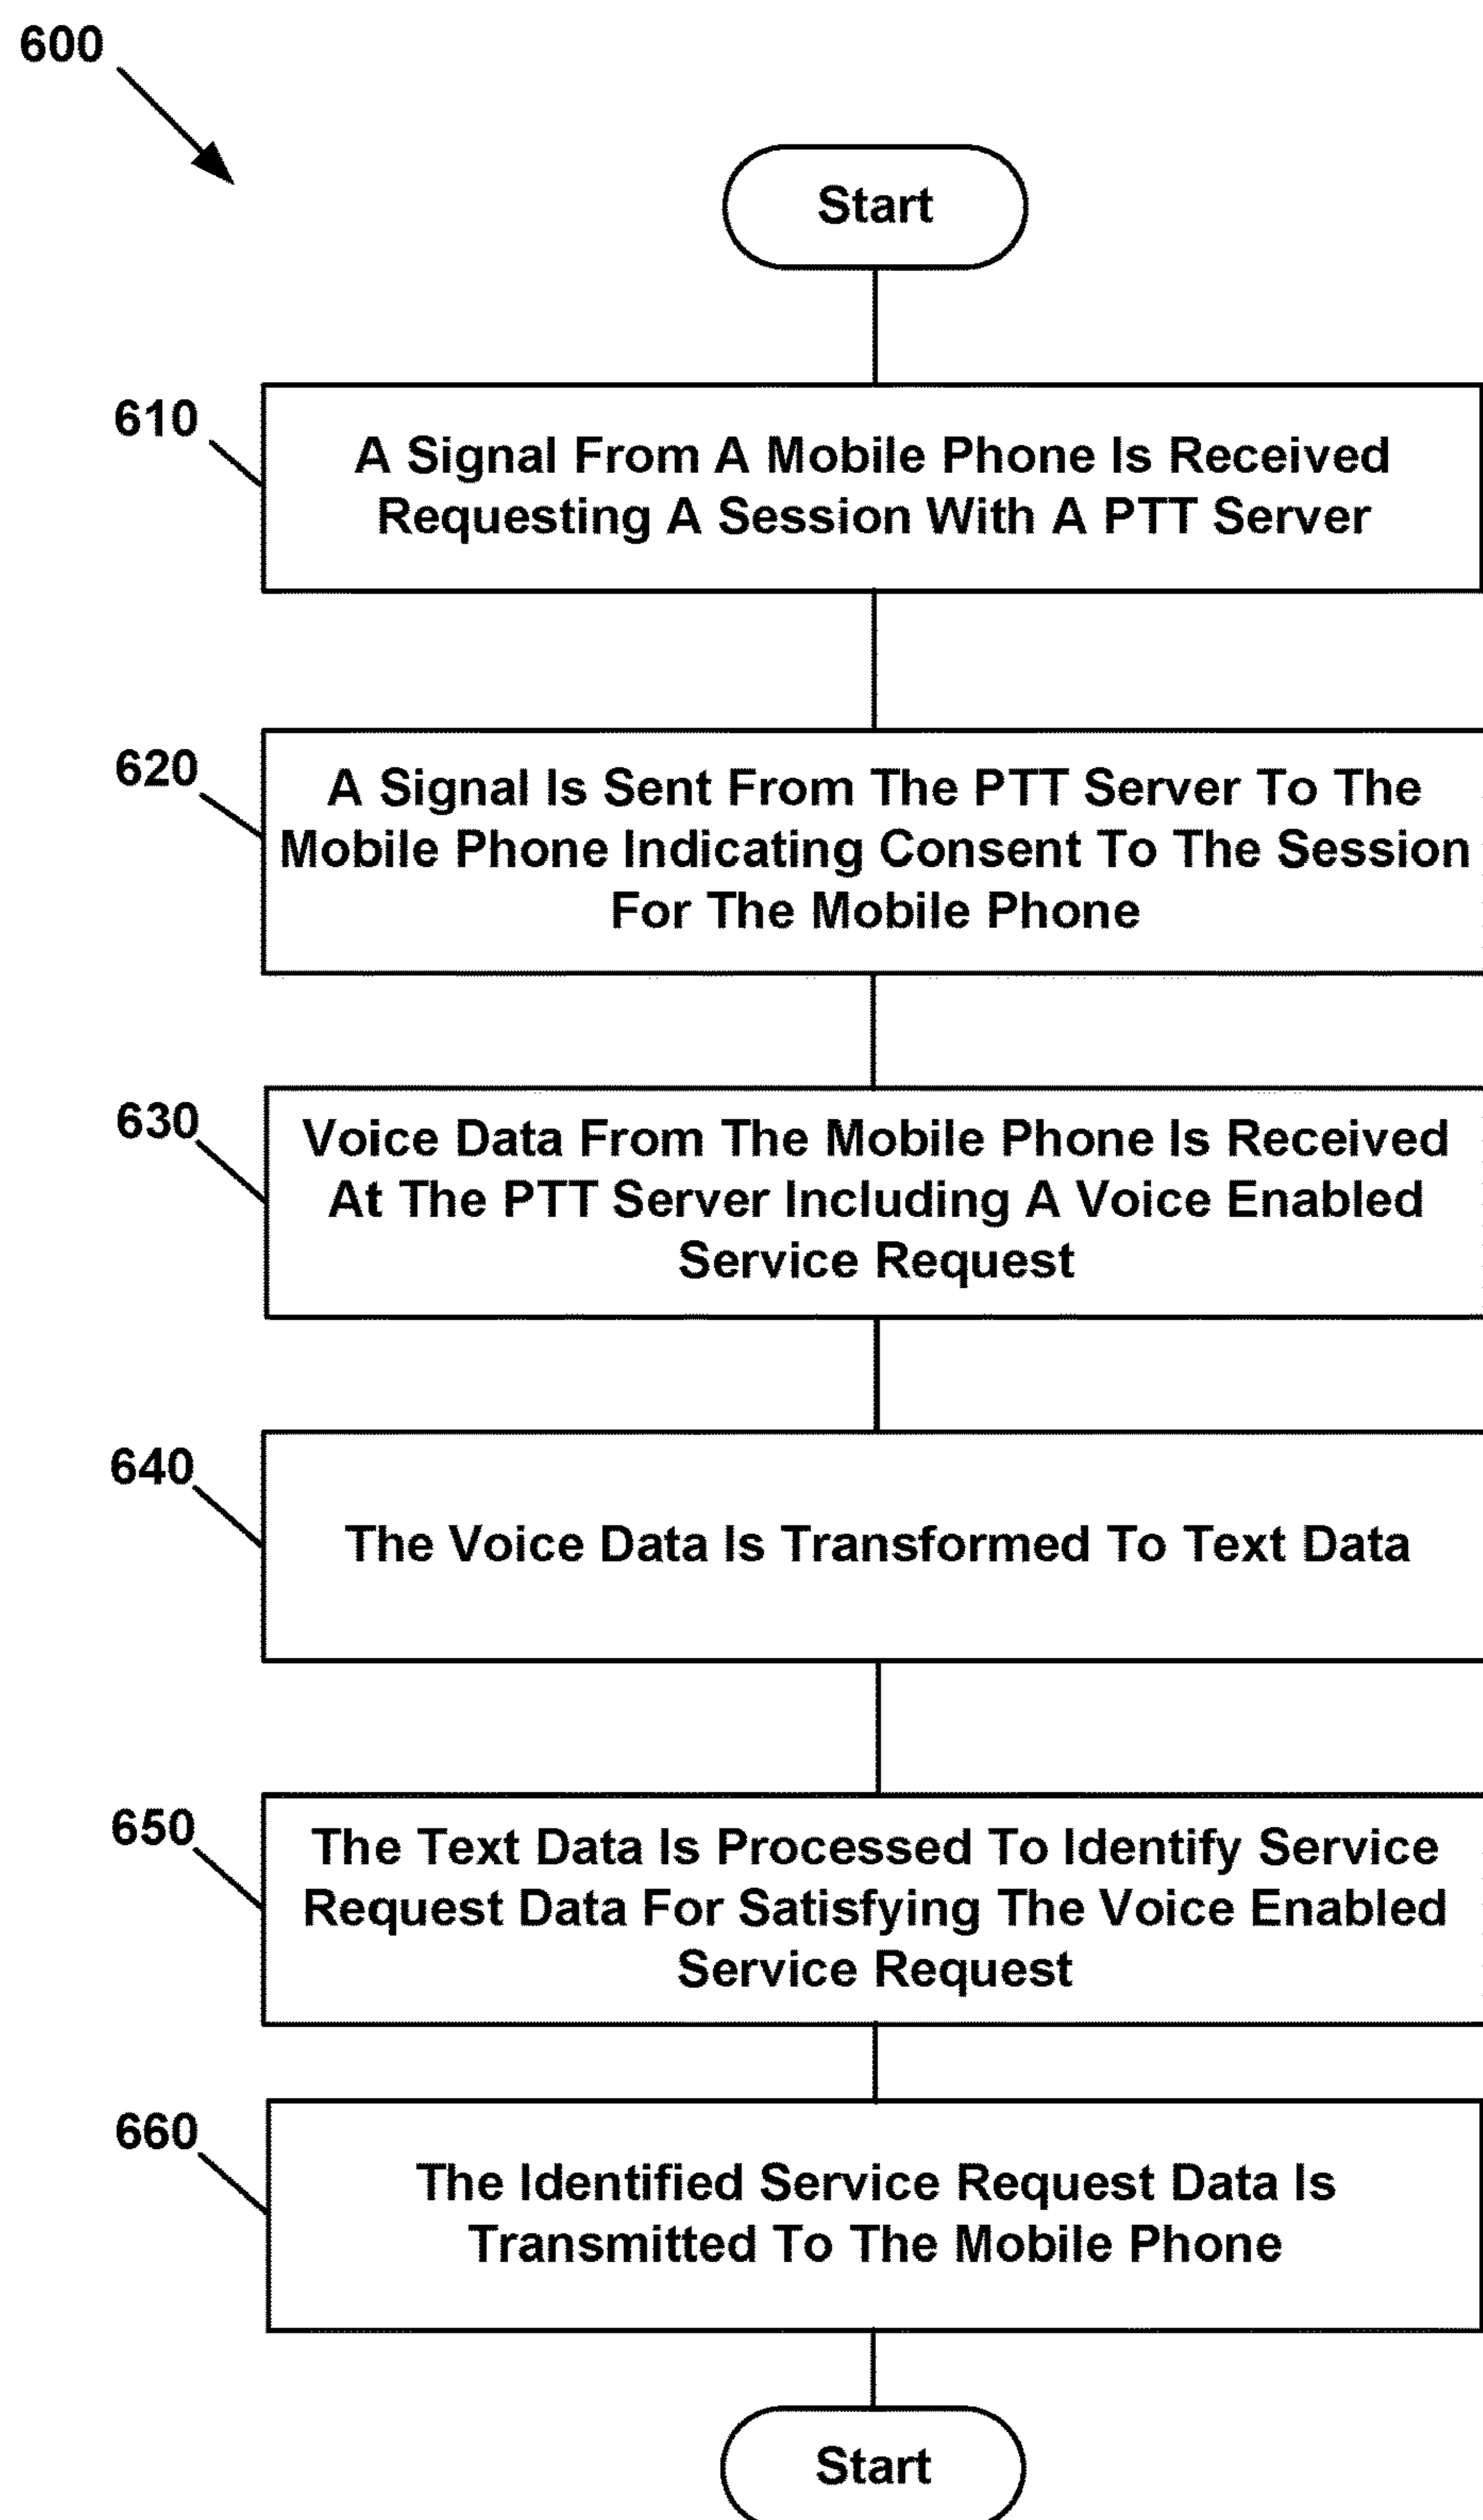 600
Start
610
A Signal From A Mobile Phone Is Received
Requesting A Session With A PTT Server
620
A Signal Is Sent From The PTT Server To The
Mobile Phone Indicating Consent To The Session
For The Mobile Phone
630
Voice Data From The Mobile Phone Is Received
At The PTT Server Including A Voice Enabled
Service Request
640
The Voice Data Is Transformed To Text Data
650
The Text Data Is Processed To Identify Service
Request Data For Satisfying The Voice Enabled
Service Request
660
The Identified Service Request Data Is
Transmitted To The Mobile Phone
Start